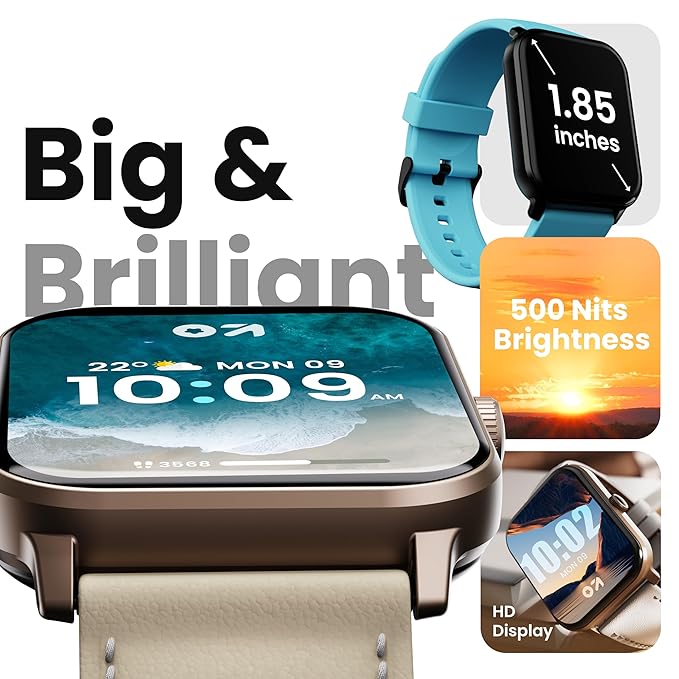 Big &
Brilliant
1.85
inches
500 Nits
Brightness
22° MON 09
10:09 AM
3568
10:02
MON 09
HD
Display